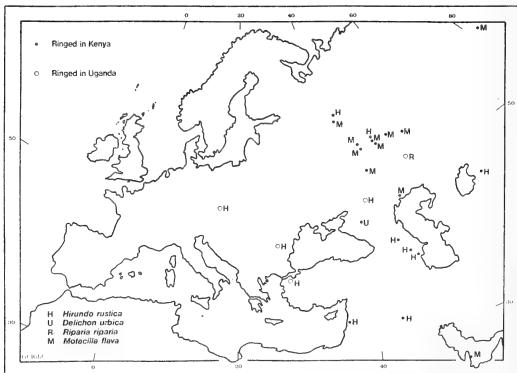 20
40
60
80
Ringed in Kenya
Ringed in Uganda
M
H
M
50
50
H
M
M
M
M
M
M
M
R
M
H
H
M
H
U
H
H
H
H
H
H
30
30
H Hirundo rustica
U Delichon urbica
R Riparia riparia
M Motacilla flava
H
H
M
0
20
40